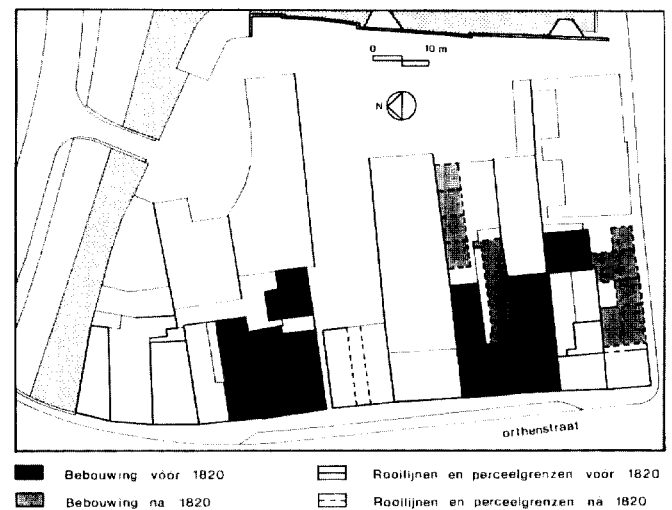 0 10 m
N
orthenstraat
Bebouwing vóór 1820
Rooilijnen en perceelgrenzen vóór 1820
Bebouwing na 1820
Rooilijnen en perceelgrenzen na 1820